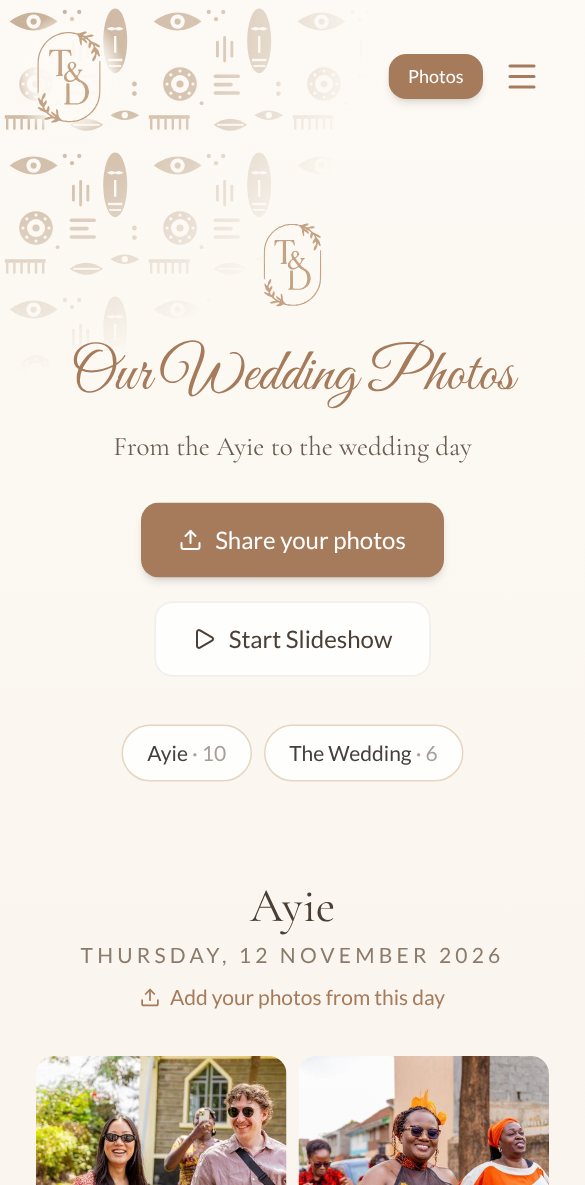 T&D
Photos
T&D
Our Wedding Photos
From the Ayie to the wedding day
Share your photos
Start Slideshow
Ayie · 10
The Wedding · 6
Ayie
THURSDAY, 12 NOVEMBER 2026
Add your photos from this day